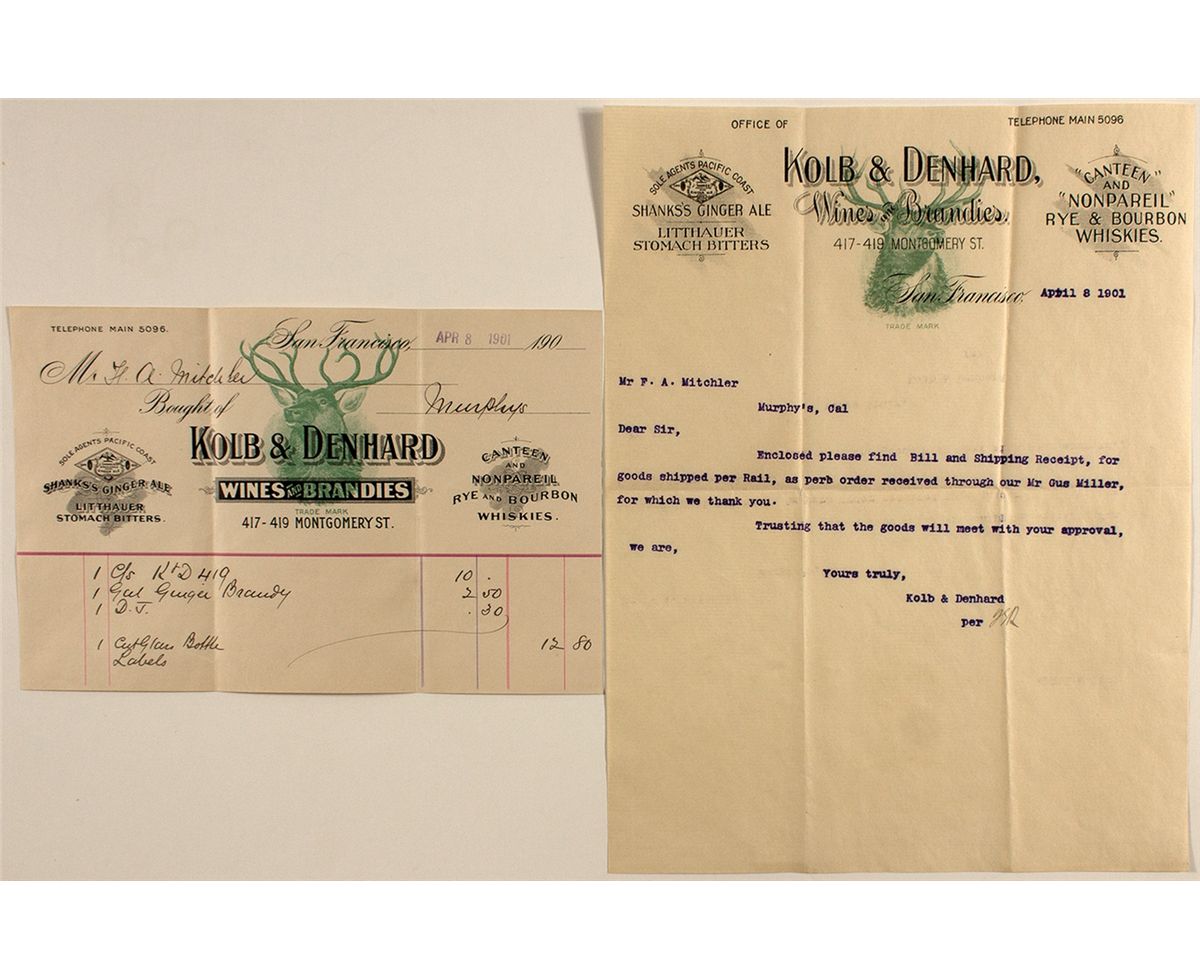 TELEPHONE MAIN 5096.
San Francisco, APR 8 1901 190
Mr F. A. Mitchler
Bought of Murphys
KOLB & DENHARD
WINES AND BRANDIES
TRADE MARK
417-419 MONTGOMERY ST.
SOLE AGENTS PACIFIC COAST
SHANKS'S GINGER ALE
LITTHAUER
STOMACH BITTERS.
CANTEEN
AND
NONPAREIL
RYE AND BOURBON
WHISKIES.
1 C/s K & D 419 10 .
1 Gal Ginger Brandy 2 50
1 D.J. . 30
1 Cut Glass Bottle 12 80
Labels
OFFICE OF
TELEPHONE MAIN 5096
KOLB & DENHARD,
Wines AND Brandies.
417-419 MONTGOMERY ST.
SOLE AGENTS PACIFIC COAST
SHANKS'S GINGER ALE
LITTHAUER
STOMACH BITTERS
"CANTEEN"
AND
"NONPAREIL"
RYE & BOURBON
WHISKIES.
San Francisco, April 8 1901
TRADE MARK
Mr F. A. Mitchler
Murphy's, Cal
Dear Sir,
Enclosed please find Bill and Shipping Receipt, for
goods shipped per Rail, as perb order received through our Mr Gus Miller,
for which we thank you.
Trusting that the goods will meet with your approval,
we are,
Yours truly,
Kolb & Denhard
per